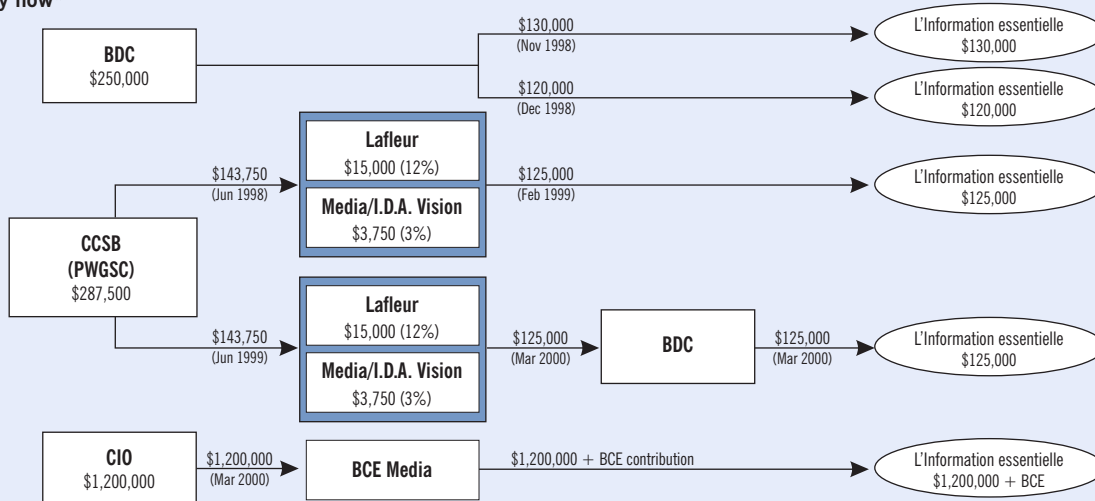 BDC
$250,000
$130,000
(Nov 1998)
L'Information essentielle
$130,000
$120,000
(Dec 1998)
L'Information essentielle
$120,000
CCSB
(PWGSC)
$287,500
$143,750
(Jun 1998)
Lafleur
$15,000 (12%)
Media/I.D.A. Vision
$3,750 (3%)
$125,000
(Feb 1999)
L'Information essentielle
$125,000
$143,750
(Jun 1999)
Lafleur
$15,000 (12%)
Media/I.D.A. Vision
$3,750 (3%)
$125,000
(Mar 2000)
BDC
$125,000
(Mar 2000)
L'Information essentielle
$125,000
CIO
$1,200,000
$1,200,000
(Mar 2000)
BCE Media
$1,200,000 + BCE contribution
L'Information essentielle
$1,200,000 + BCE